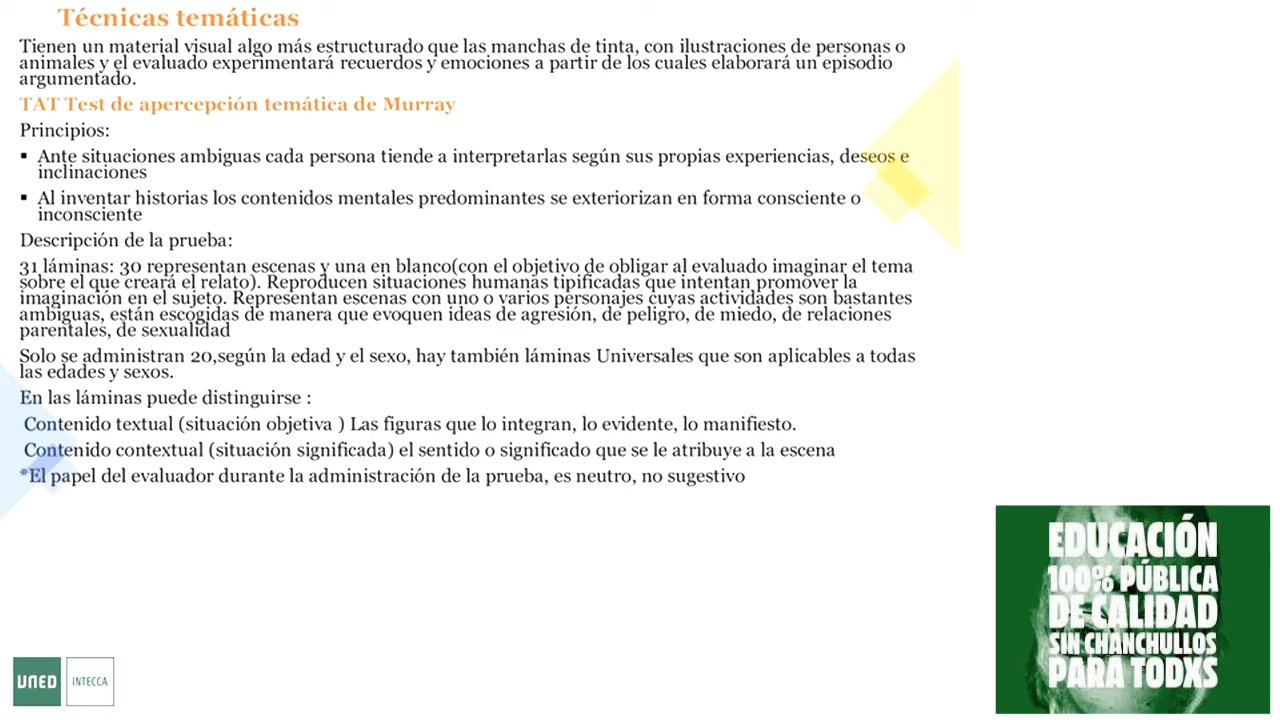 Técnicas temáticas
Tienen un material visual algo más estructurado que las manchas de tinta, con ilustraciones de personas o
animales y el evaluado experimentará recuerdos y emociones a partir de los cuales elaborará un episodio
argumentado.
TAT Test de apercepción temática de Murray
Principios:
▪ Ante situaciones ambiguas cada persona tiende a interpretarlas según sus propias experiencias, deseos e
inclinaciones
▪ Al inventar historias los contenidos mentales predominantes se exteriorizan en forma consciente o
inconsciente
Descripción de la prueba:
31 láminas: 30 representan escenas y una en blanco(con el objetivo de obligar al evaluado imaginar el tema
sobre el que creará el relato). Reproducen situaciones humanas tipificadas que intentan promover la
imaginación en el sujeto. Representan escenas con uno o varios personajes cuyas actividades son bastantes
ambiguas, están escogidas de manera que evoquen ideas de agresión, de peligro, de miedo, de relaciones
parentales, de sexualidad
Solo se administran 20,según la edad y el sexo, hay también láminas Universales que son aplicables a todas
las edades y sexos.
En las láminas puede distinguirse :
Contenido textual (situación objetiva ) Las figuras que lo integran, lo evidente, lo manifiesto.
Contenido contextual (situación significada) el sentido o significado que se le atribuye a la escena
*El papel del evaluador durante la administración de la prueba, es neutro, no sugestivo
EDUCACIÓN
100% PÚBLICA
DE CALIDAD
SIN CHANCHULLOS
PARA TODXS
UNED
INTECCA